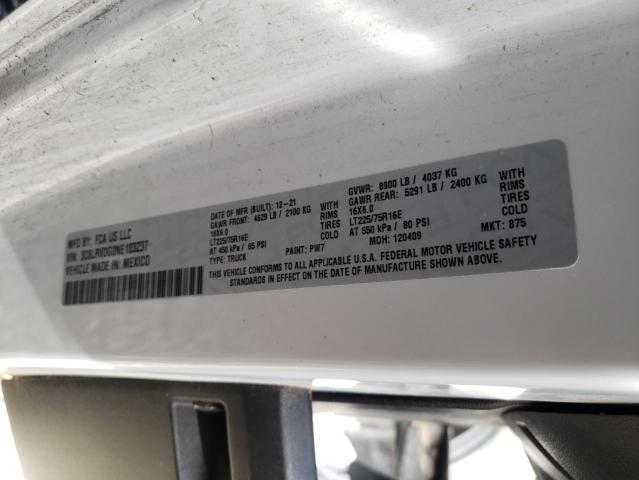 MFD BY: FCA US LLC
VIN: 3C6LRVDG0NE103237
VEHICLE MADE IN: MEXICO
DATE OF MFR (BUILT): 12-21
GAWR FRONT: 4629 LB / 2100 KG
16X6.0 WITH RIMS
LT225/75R16E TIRES
AT 450 kPa / 65 PSI COLD
TYPE: TRUCK PAINT: PW7
GVWR: 8900 LB / 4037 KG
GAWR REAR: 5291 LB / 2400 KG
16X6.0 WITH RIMS
LT225/75R16E TIRES
AT 550 kPa / 80 PSI COLD
MDH: 120409 MKT: 875
THIS VEHICLE CONFORMS TO ALL APPLICABLE U.S.A. FEDERAL MOTOR VEHICLE SAFETY
STANDARDS IN EFFECT ON THE DATE OF MANUFACTURE SHOWN ABOVE.